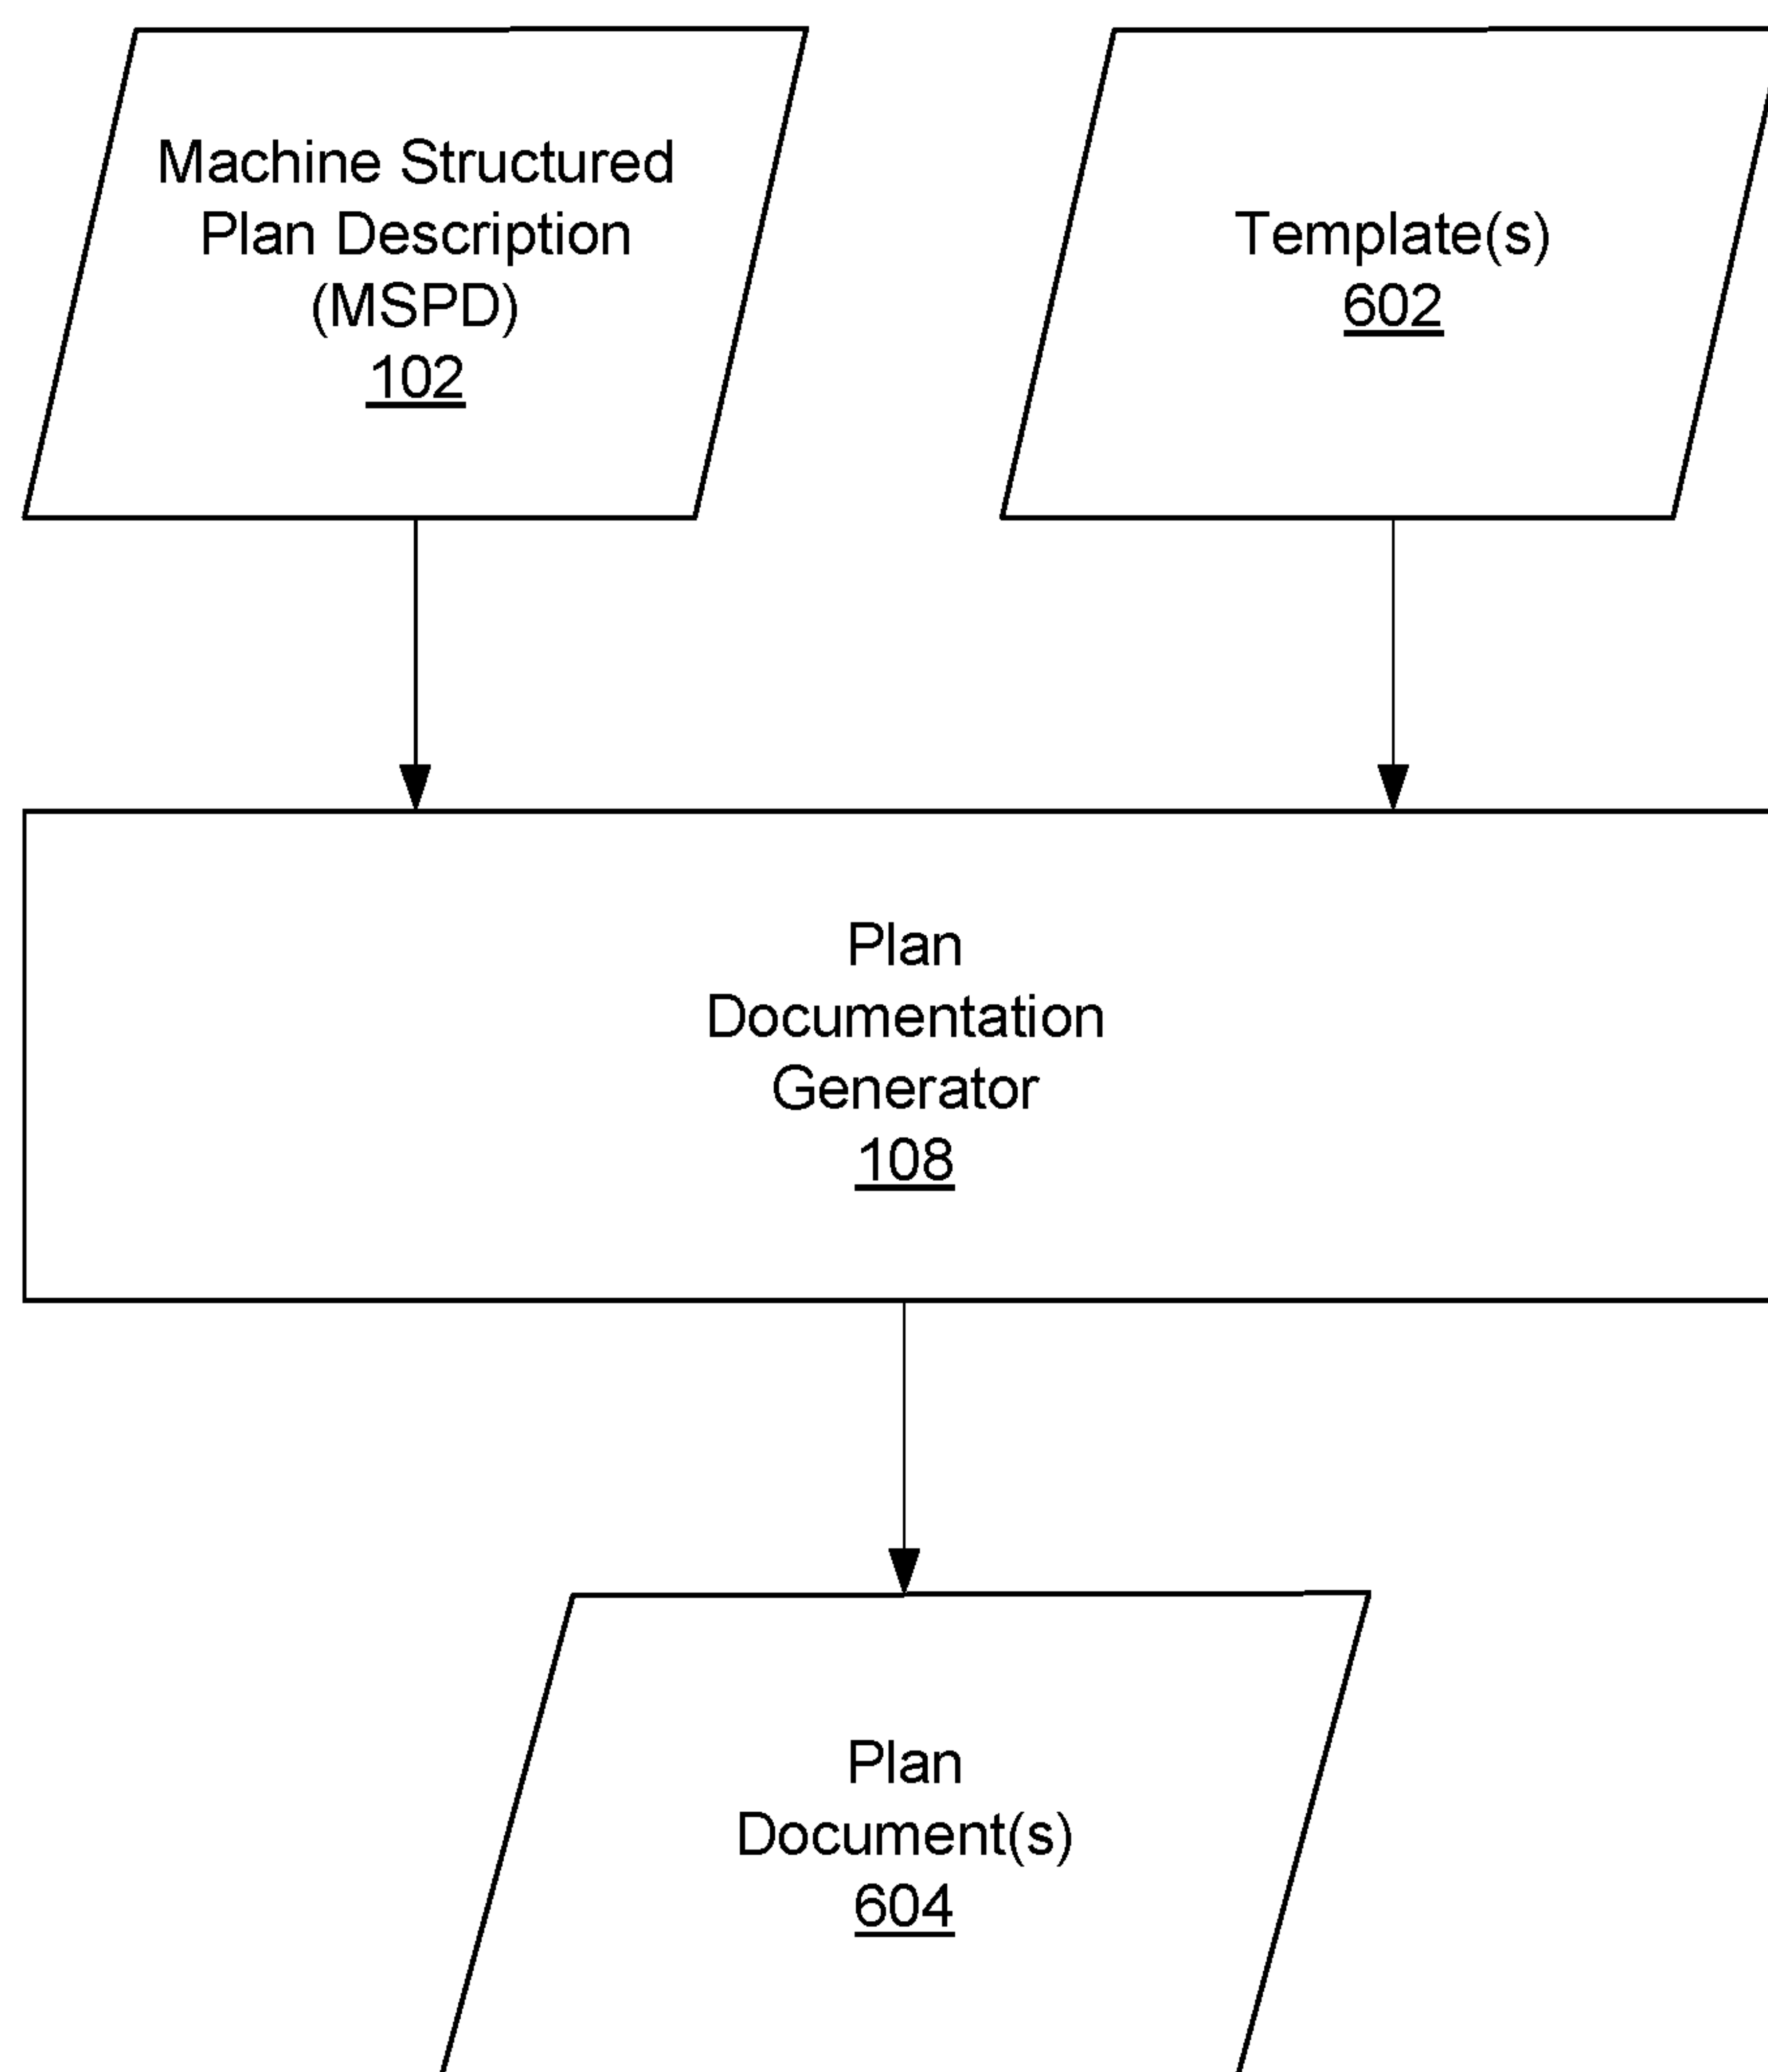 Machine Structured
Plan Description
(MSPD)
102
Template(s)
602
Plan
Documentation
Generator
108
Plan
Document(s)
604